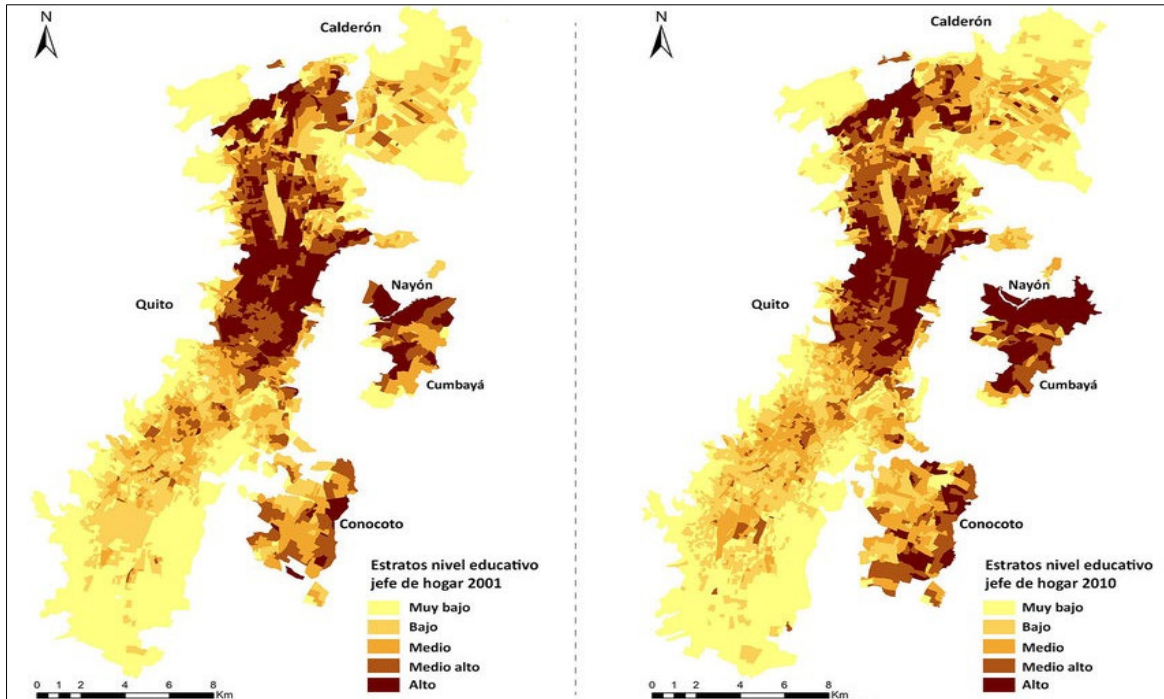 N
Calderón
Quito
Nayón
Cumbayá
Conocoto
Estratos nivel educativo
jefe de hogar 2001
Muy bajo
Bajo
Medio
Medio alto
Alto
0 2 4 6 8
Km
N
Calderón
Quito
Nayón
Cumbayá
Conocoto
Estratos nivel educativo
jefe de hogar 2010
Muy bajo
Bajo
Medio
Medio alto
Alto
0 2 4 6 8
Km